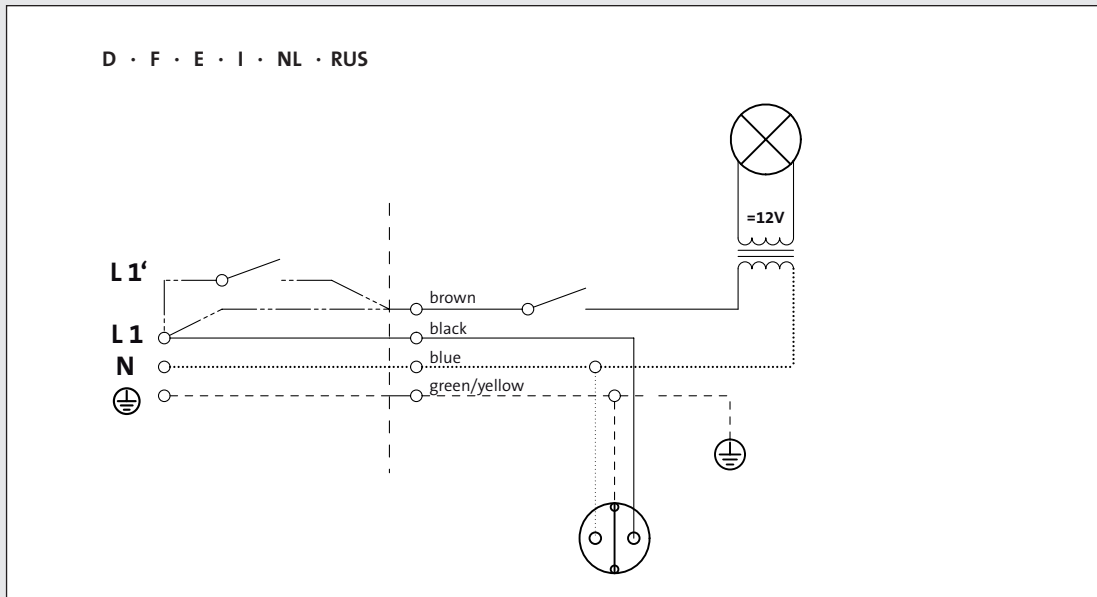 D · F · E · I · NL · RUS
=12V
L 1‘
brown
L 1
black
N
blue
green/yellow